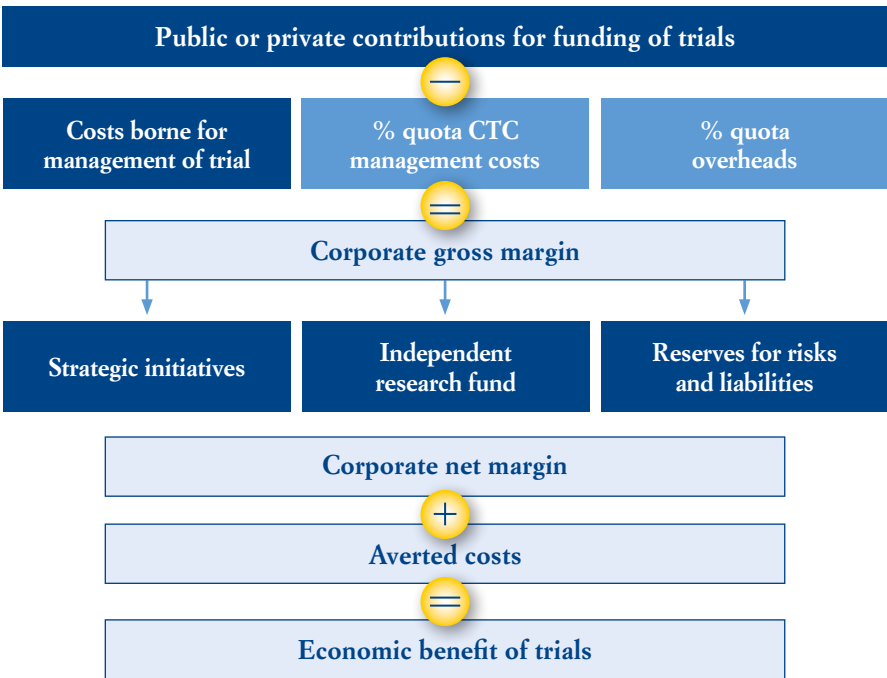 Public or private contributions for funding of trials
—
Costs borne for
management of trial
% quota CTC
management costs
% quota
overheads
=
Corporate gross margin
Strategic initiatives
Independent
research fund
Reserves for risks
and liabilities
Corporate net margin
+
Averted costs
=
Economic benefit of trials